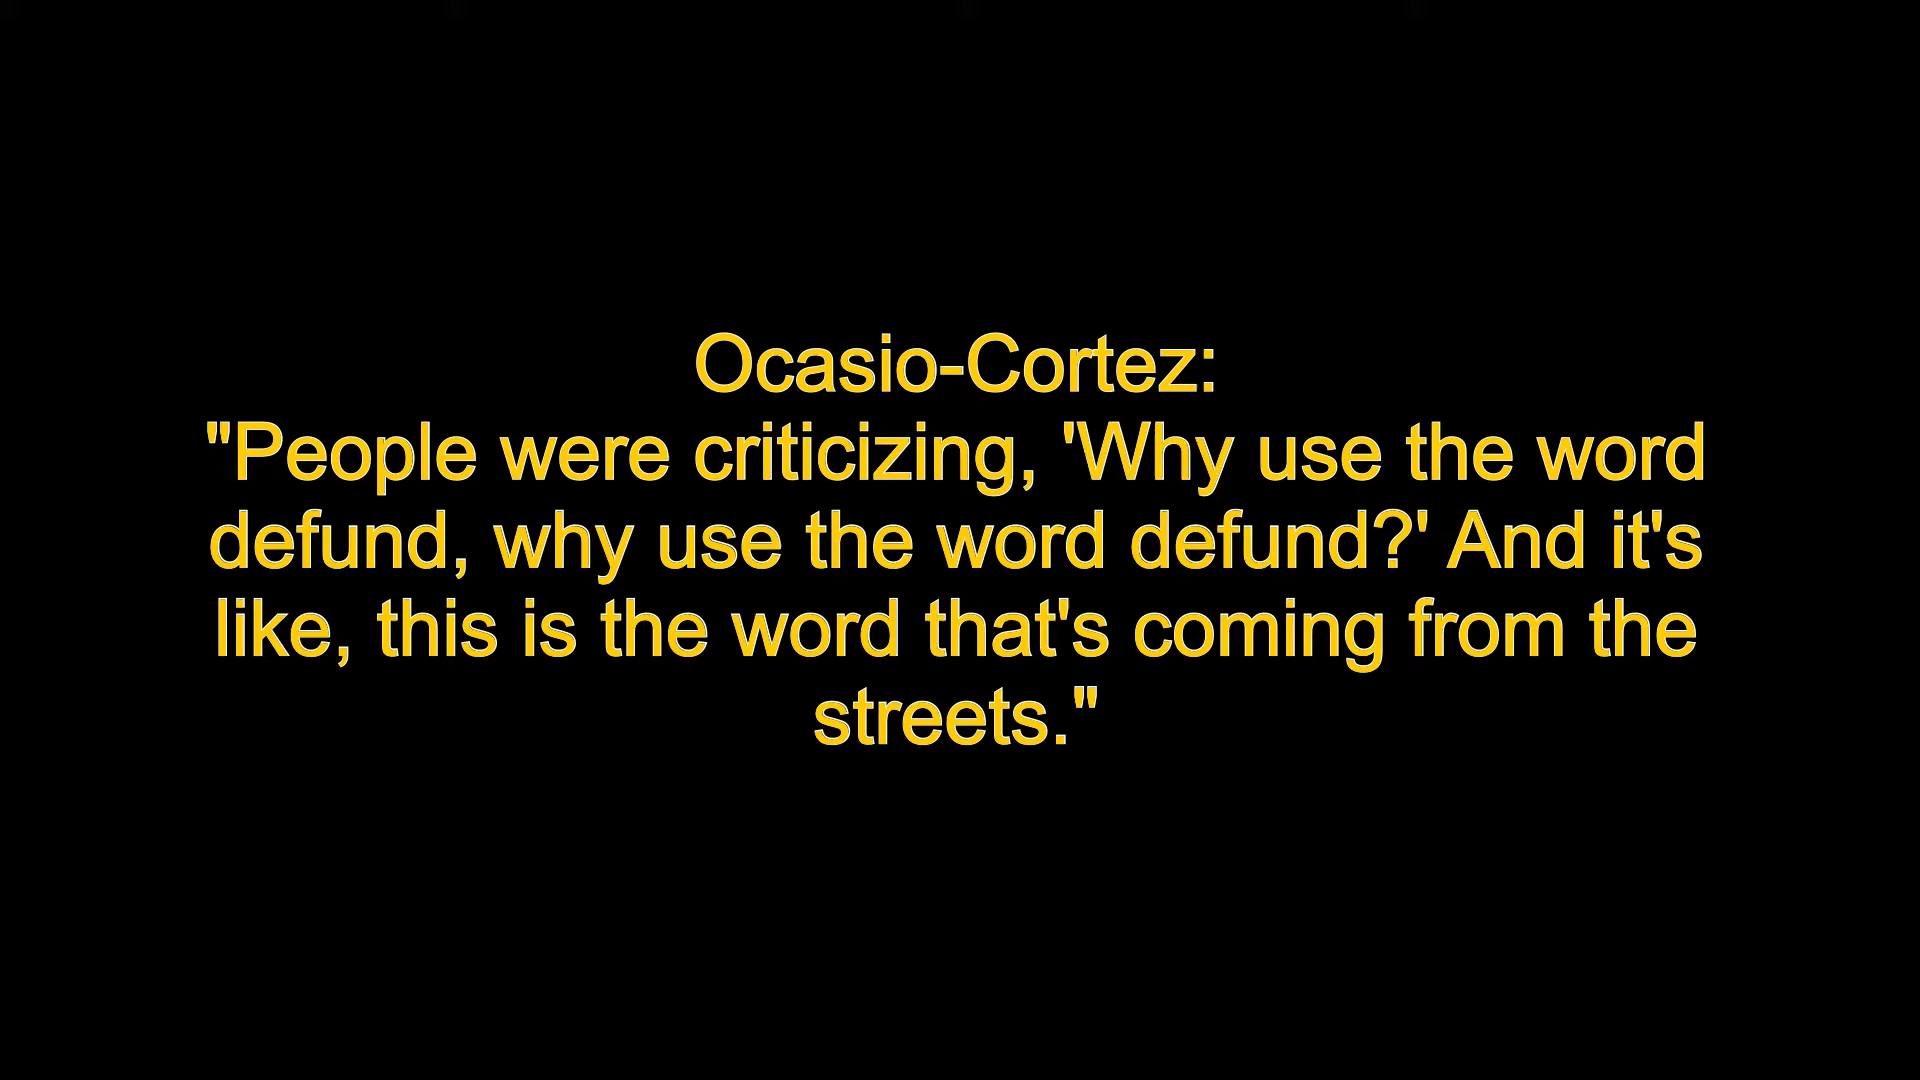 Ocasio-Cortez:
"People were criticizing, 'Why use the word
defund, why use the word defund?' And it's
like, this is the word that's coming from the
streets."